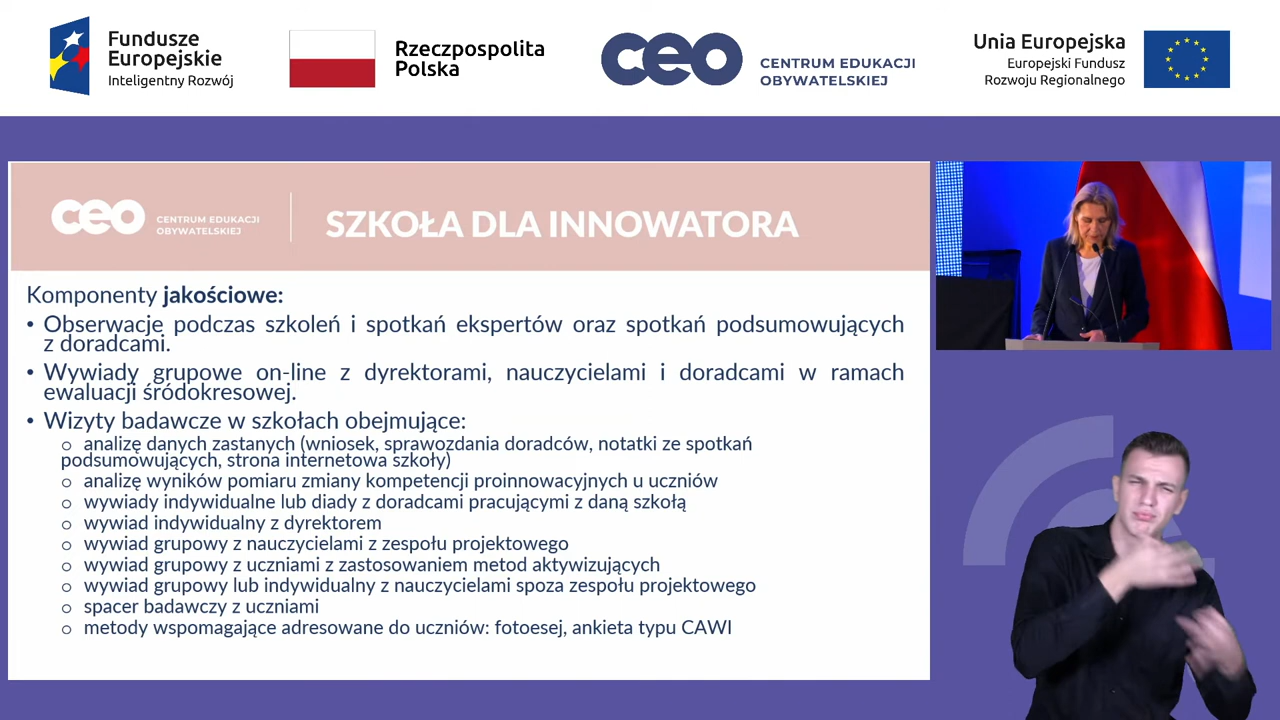 Fundusze
Europejskie
Inteligentny Rozwój
Rzeczpospolita
Polska
ceo
CENTRUM EDUKACJI
OBYWATELSKIEJ
Unia Europejska
Europejski Fundusz
Rozwoju Regionalnego
ceo
CENTRUM EDUKACJI
OBYWATELSKIEJ
SZKOŁA DLA INNOWATORA
Komponenty jakościowe:
• Obserwacje podczas szkoleń i spotkań ekspertów oraz spotkań podsumowujących
z doradcami.
• Wywiady grupowe on-line z dyrektorami, nauczycielami i doradcami w ramach
ewaluacji śródokresowej.
• Wizyty badawcze w szkołach obejmujące:
o analizę danych zastanych (wniosek, sprawozdania doradców, notatki ze spotkań
podsumowujących, strona internetowa szkoły)
o analizę wyników pomiaru zmiany kompetencji proinnowacyjnych u uczniów
o wywiady indywidualne lub diady z doradcami pracującymi z daną szkołą
o wywiad indywidualny z dyrektorem
o wywiad grupowy z nauczycielami z zespołu projektowego
o wywiad grupowy z uczniami z zastosowaniem metod aktywizujących
o wywiad grupowy lub indywidualny z nauczycielami spoza zespołu projektowego
o spacer badawczy z uczniami
o metody wspomagające adresowane do uczniów: fotoesej, ankieta typu CAWI